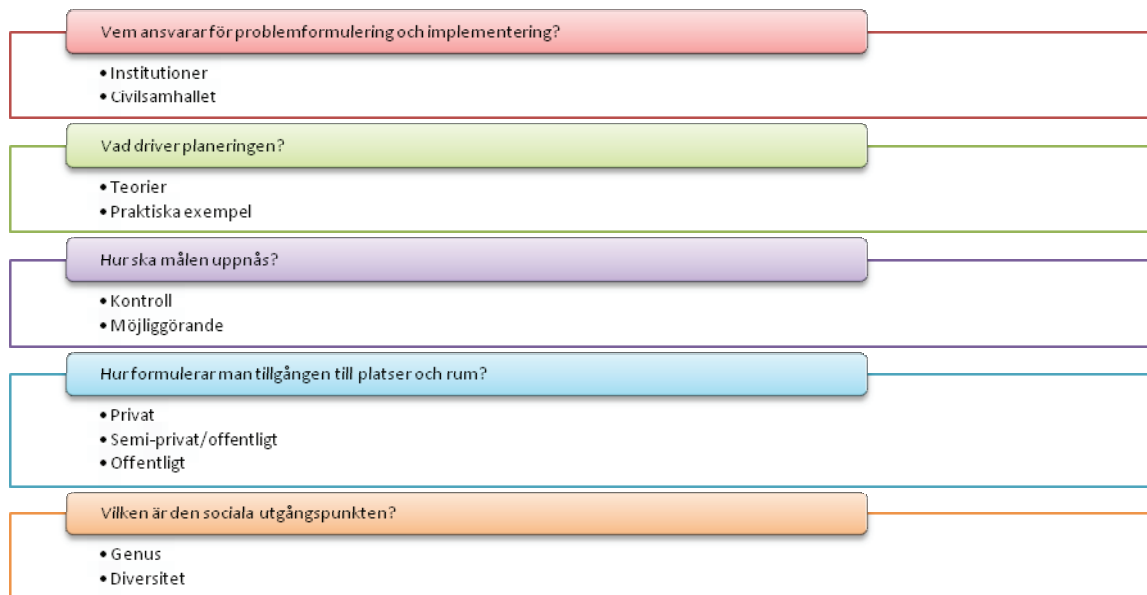 Vem ansvarar för problemformulering och implementering?
• Institutioner
• Civilsamhallet
Vad driver planeringen?
• Teorier
• Praktiska exempel
Hur ska målen uppnås?
• Kontroll
• Möjliggörande
Hur formulerar man tillgången till platser och rum?
• Privat
• Semi-privat/offentligt
• Offentligt
Vilken är den sociala utgångspunkten?
• Genus
• Diversitet